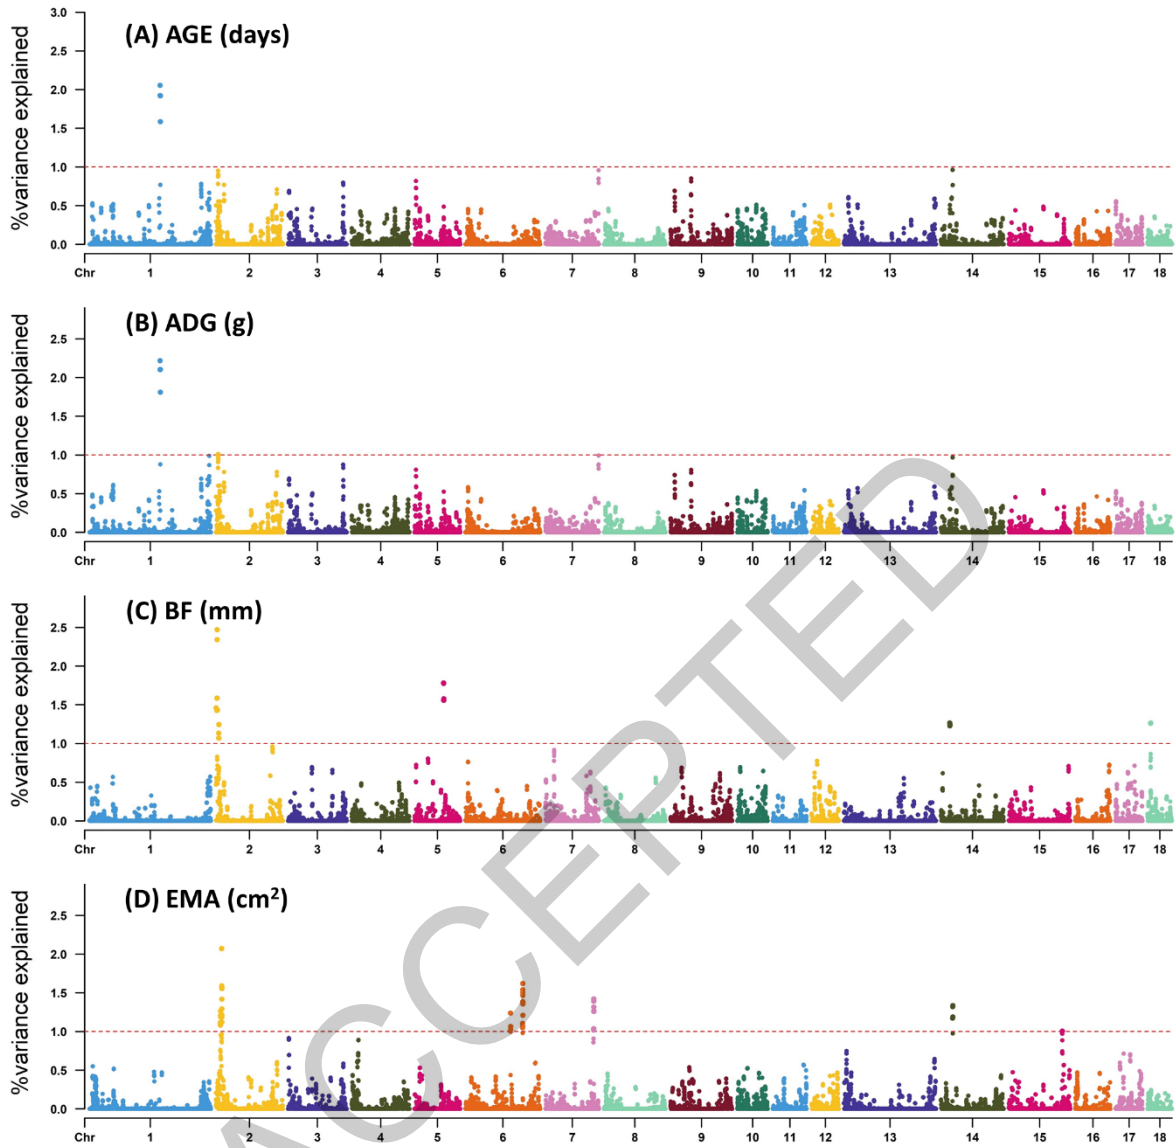 (A) AGE (days)
%variance explained
3.0
2.5
2.0
1.5
1.0
0.5
0.0
Chr 1 2 3 4 5 6 7 8 9 10 11 12 13 14 15 16 17 18
(B) ADG (g)
%variance explained
2.5
2.0
1.5
1.0
0.5
0.0
Chr 1 2 3 4 5 6 7 8 9 10 11 12 13 14 15 16 17 18
(C) BF (mm)
%variance explained
2.5
2.0
1.5
1.0
0.5
0.0
Chr 1 2 3 4 5 6 7 8 9 10 11 12 13 14 15 16 17 18
(D) EMA (cm²)
%variance explained
2.5
2.0
1.5
1.0
0.5
0.0
Chr 1 2 3 4 5 6 7 8 9 10 11 12 13 14 15 16 17 18
ACCEPTED